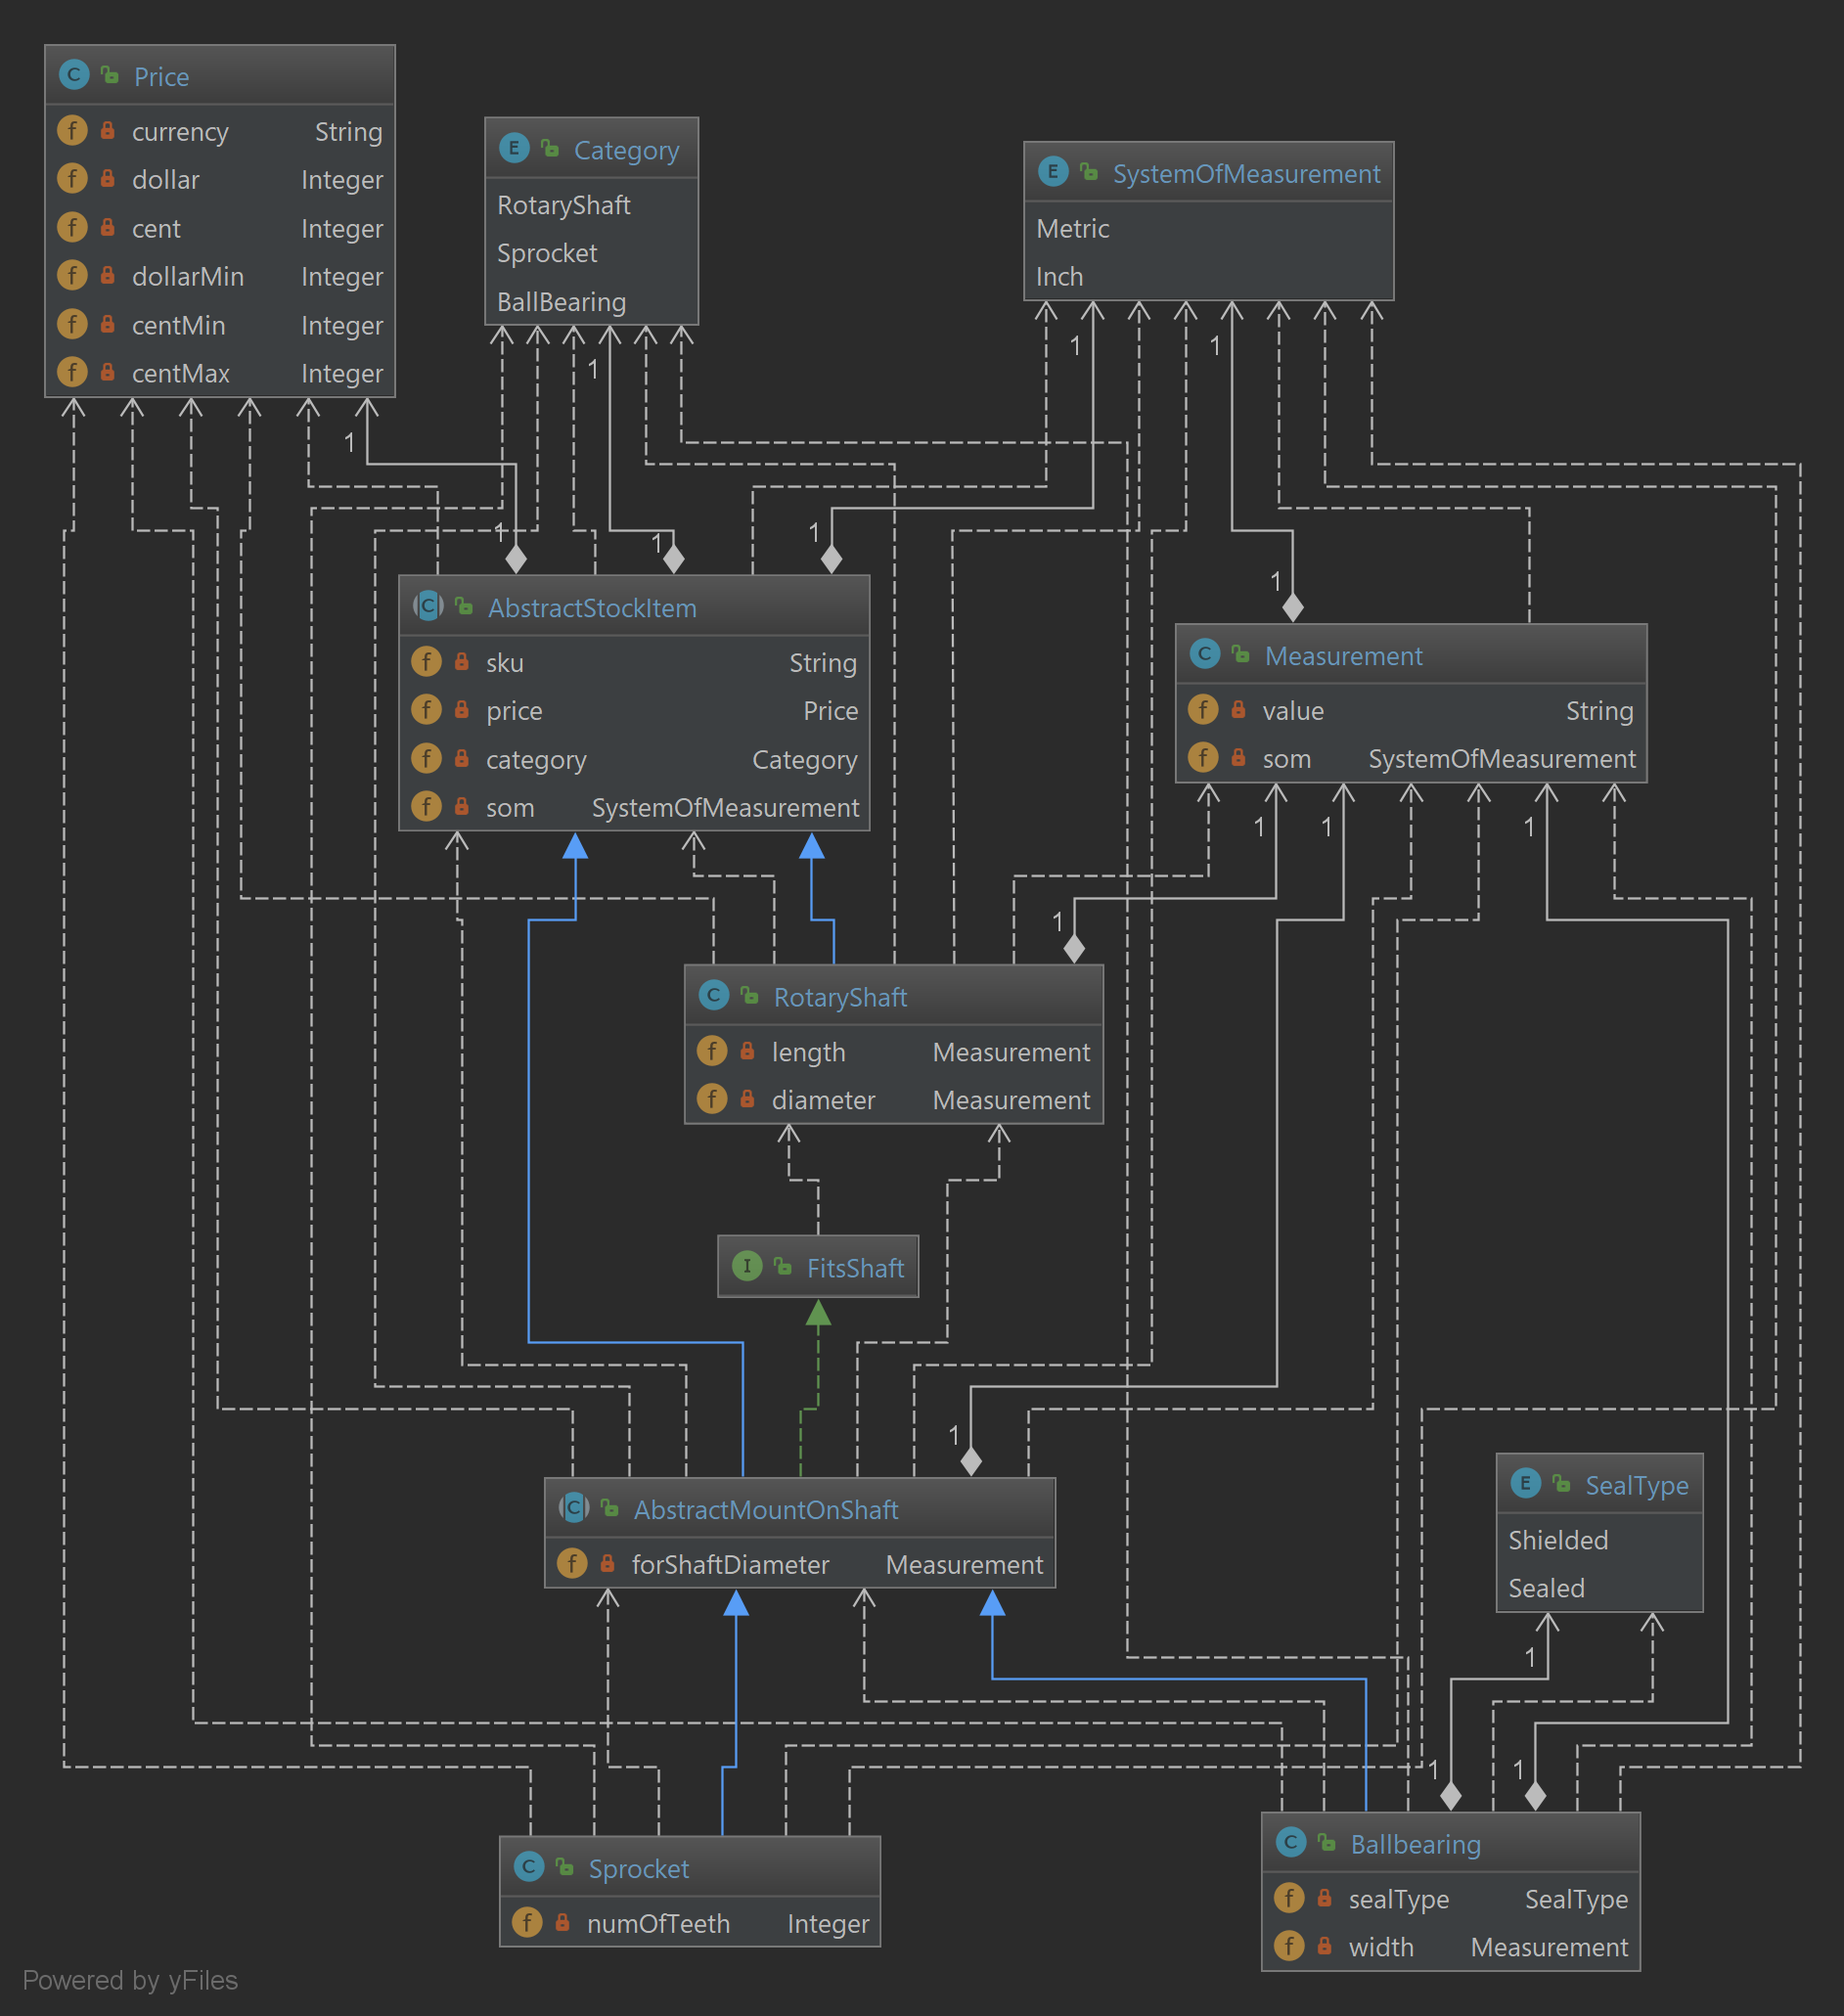 Price
currency String
dollar Integer
cent Integer
dollarMin Integer
centMin Integer
centMax Integer
1
Category
RotaryShaft
Sprocket
BallBearing
1
SystemOfMeasurement
Metric
Inch
1
1
1
1
1
AbstractStockItem
sku String
price Price
category Category
som SystemOfMeasurement
1
Measurement
value String
som SystemOfMeasurement
1
1
1
1
RotaryShaft
length Measurement
diameter Measurement
FitsShaft
1
AbstractMountOnShaft
forShaftDiameter Measurement
SealType
Shielded
Sealed
1
1
1
Sprocket
numOfTeeth Integer
Ballbearing
sealType SealType
width Measurement
Powered by yFiles